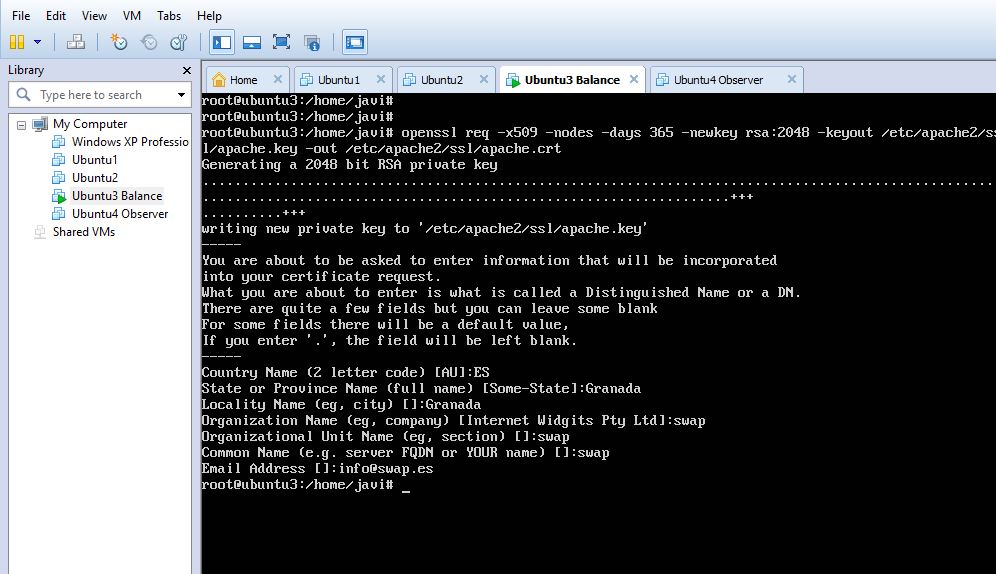 File Edit View VM Tabs Help
Library
Type here to search
My Computer
Windows XP Professio
Ubuntu1
Ubuntu2
Ubuntu3 Balance
Ubuntu4 Observer
Shared VMs
Home Ubuntu1 Ubuntu2 Ubuntu3 Balance Ubuntu4 Observer
root@ubuntu3:/home/javi#
root@ubuntu3:/home/javi#
root@ubuntu3:/home/javi# openssl req -x509 -nodes -days 365 -newkey rsa:2048 -keyout /etc/apache2/ss
l/apache.key -out /etc/apache2/ssl/apache.crt
Generating a 2048 bit RSA private key
....................................................................................................
...................................................................+++
..........+++
writing new private key to '/etc/apache2/ssl/apache.key'
-----
You are about to be asked to enter information that will be incorporated
into your certificate request.
What you are about to enter is what is called a Distinguished Name or a DN.
There are quite a few fields but you can leave some blank
For some fields there will be a default value,
If you enter '.', the field will be left blank.
-----
Country Name (2 letter code) [AU]:ES
State or Province Name (full name) [Some-State]:Granada
Locality Name (eg, city) []:Granada
Organization Name (eg, company) [Internet Widgits Pty Ltd]:swap
Organizational Unit Name (eg, section) []:swap
Common Name (e.g. server FQDN or YOUR name) []:swap
Email Address []:info@swap.es
root@ubuntu3:/home/javi# _